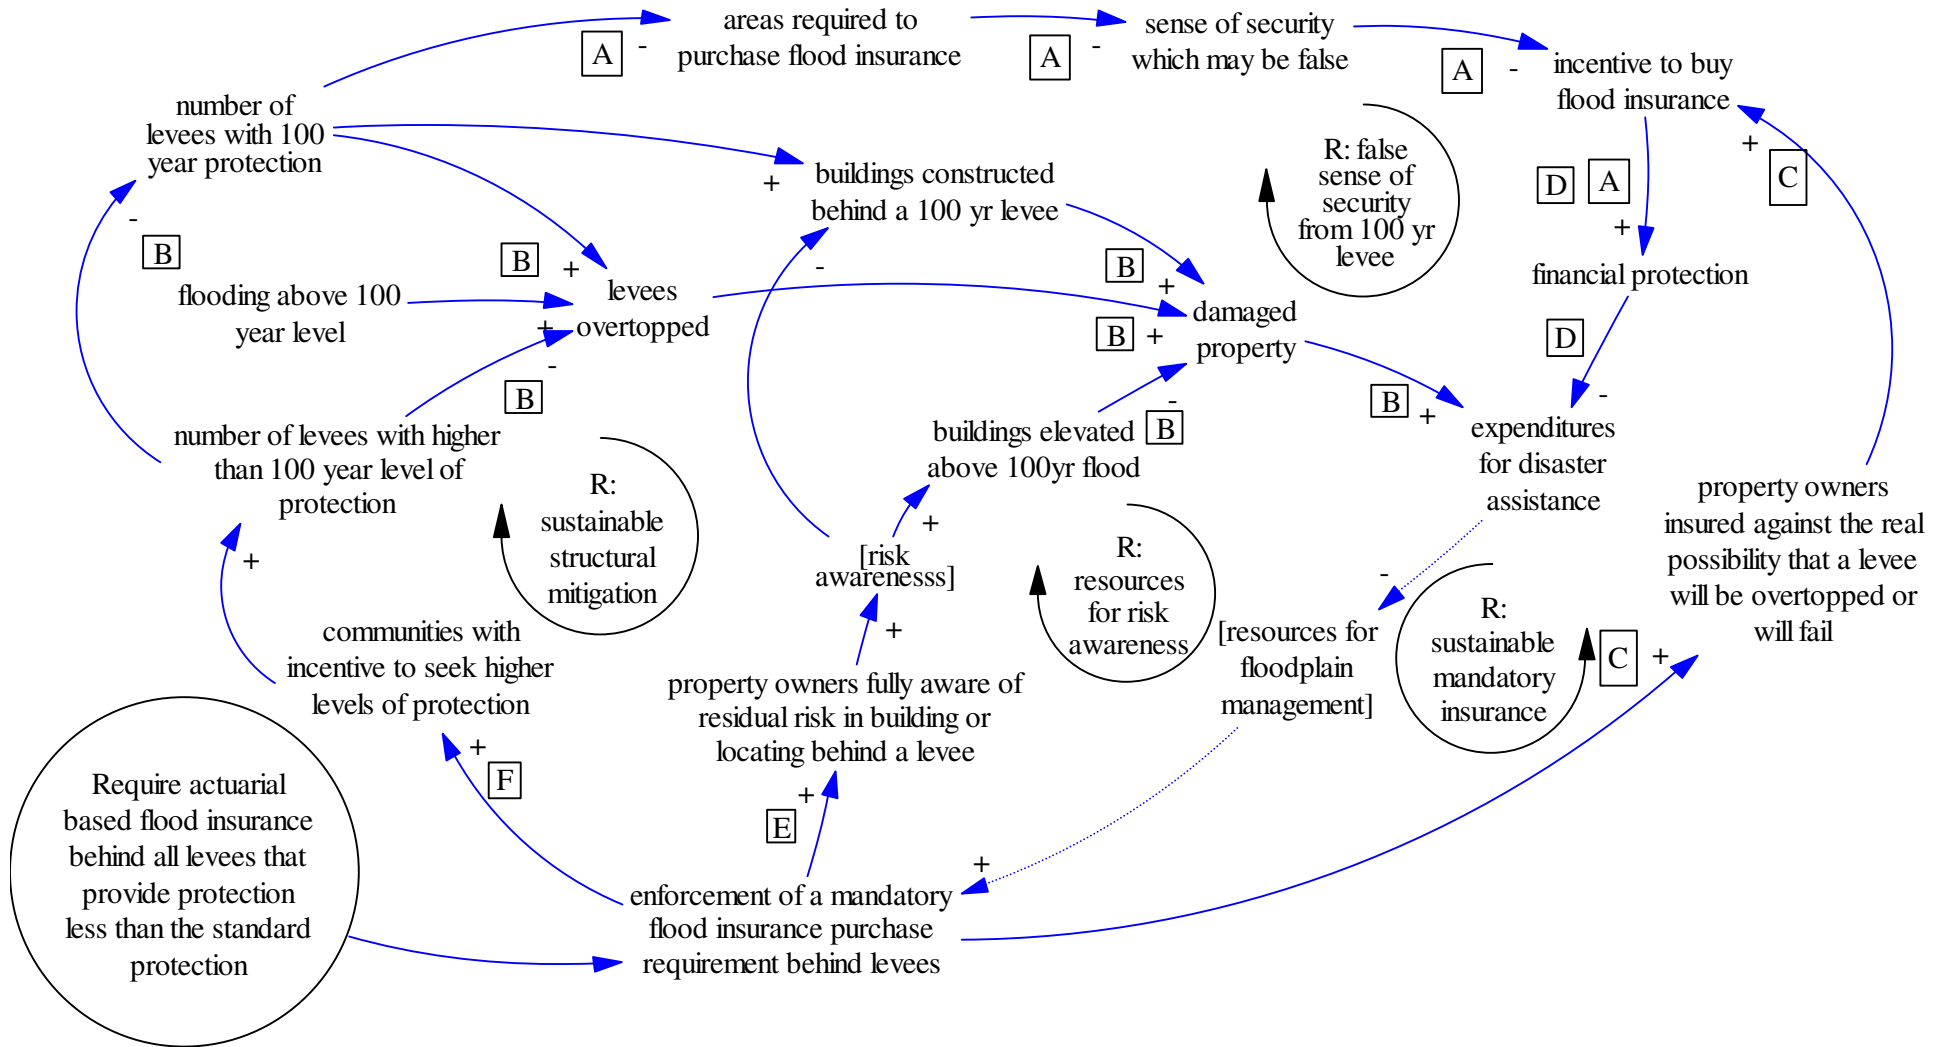 areas required to
purchase flood insurance
A -
sense of security
which may be false
A -
incentive to buy
flood insurance
A -
number of
levees with 100
year protection
+
buildings constructed
behind a 100 yr levee
R: false
sense of
security
from 100 yr
levee
D A
+
+
C
-
B
flooding above 100
year level
B +
+
levees
overtopped
-
B
+
B +
damaged
property
financial protection
D
-
-
B
number of levees with higher
than 100 year level of
protection
+
R:
sustainable
structural
mitigation
buildings elevated
above 100yr flood
-
B
B +
expenditures
for disaster
assistance
property owners
insured against the real
possibility that a levee
will be overtopped or
will fail
+
[risk
awarenesss]
+
R:
resources
for risk
awareness
-
[resources for
floodplain
management]
R:
sustainable
mandatory
insurance
C +
communities with
incentive to seek higher
levels of protection
+
F
property owners fully aware of
residual risk in building or
locating behind a levee
+
E
Require actuarial
based flood insurance
behind all levees that
provide protection
less than the standard
protection
+
enforcement of a mandatory
flood insurance purchase
requirement behind levees